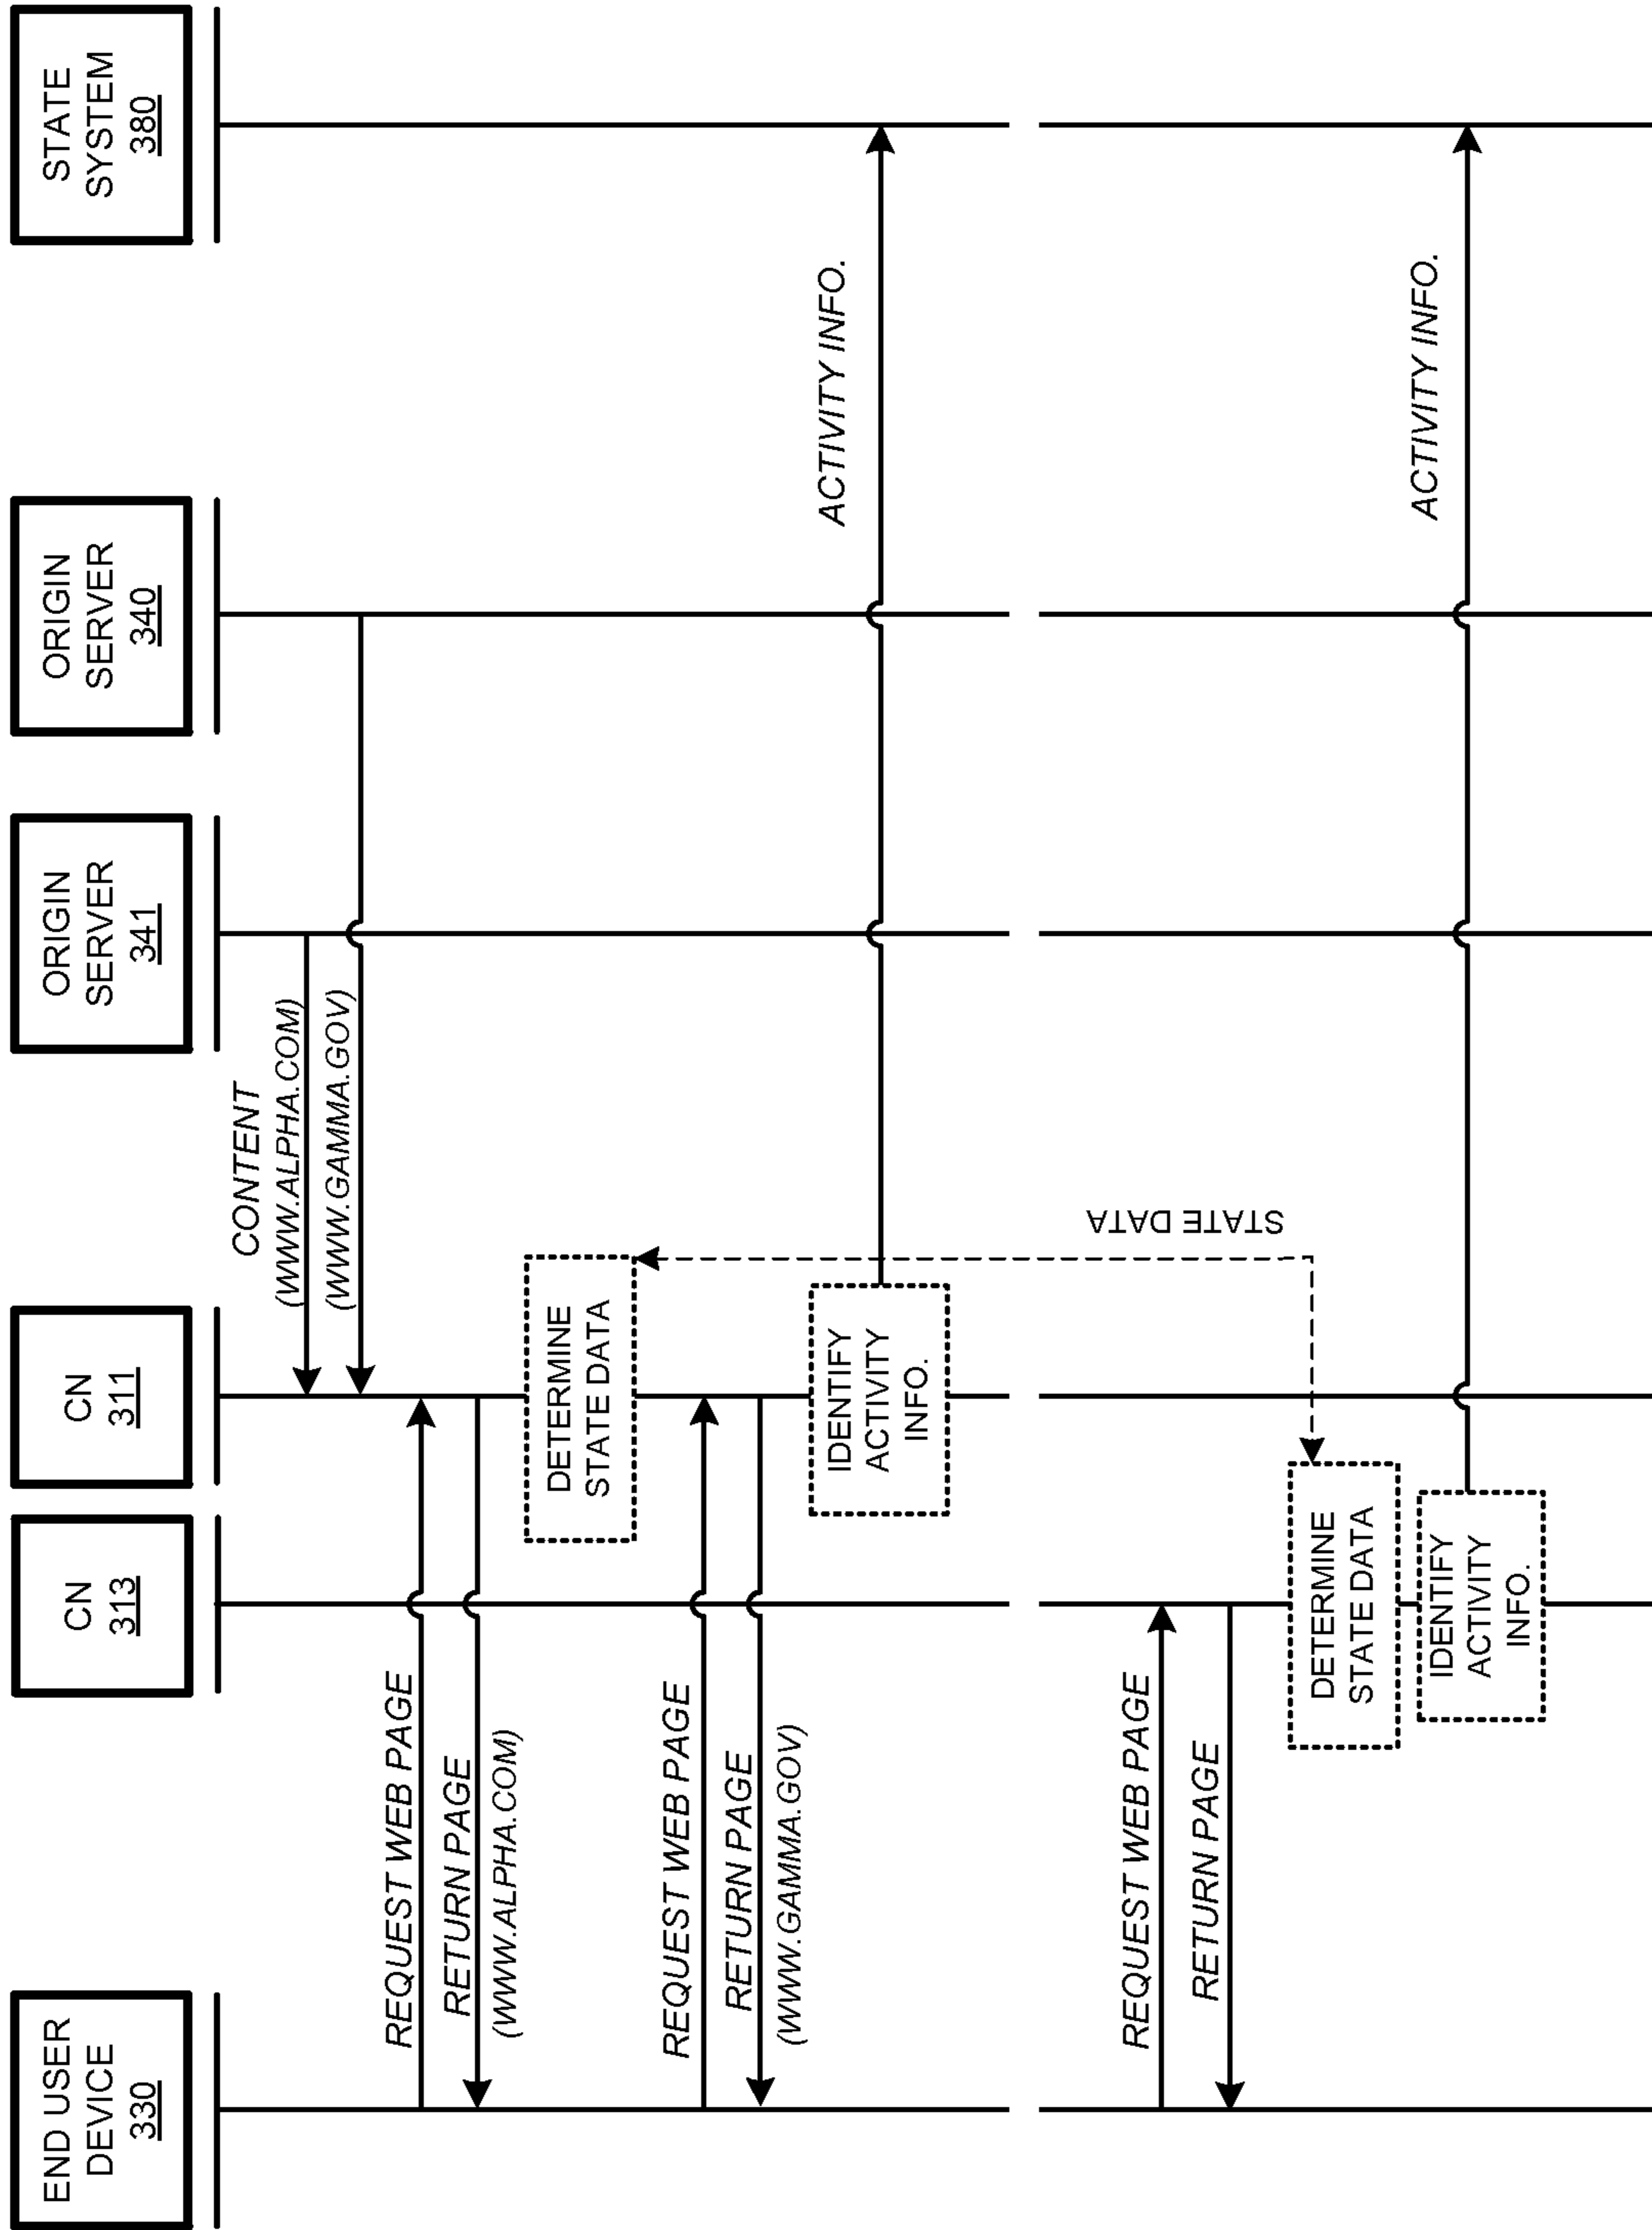 END USER
DEVICE
330
CN
313
CN
311
ORIGIN
SERVER
341
ORIGIN
SERVER
340
STATE
SYSTEM
380
CONTENT
(WWW.ALPHA.COM)
(WWW.GAMMA.GOV)
REQUEST WEB PAGE
RETURN PAGE
(WWW.ALPHA.COM)
DETERMINE
STATE DATA
REQUEST WEB PAGE
RETURN PAGE
(WWW.GAMMA.GOV)
IDENTIFY
ACTIVITY
INFO.
ACTIVITY INFO.
STATE DATA
REQUEST WEB PAGE
RETURN PAGE
DETERMINE
STATE DATA
IDENTIFY
ACTIVITY
INFO.
ACTIVITY INFO.